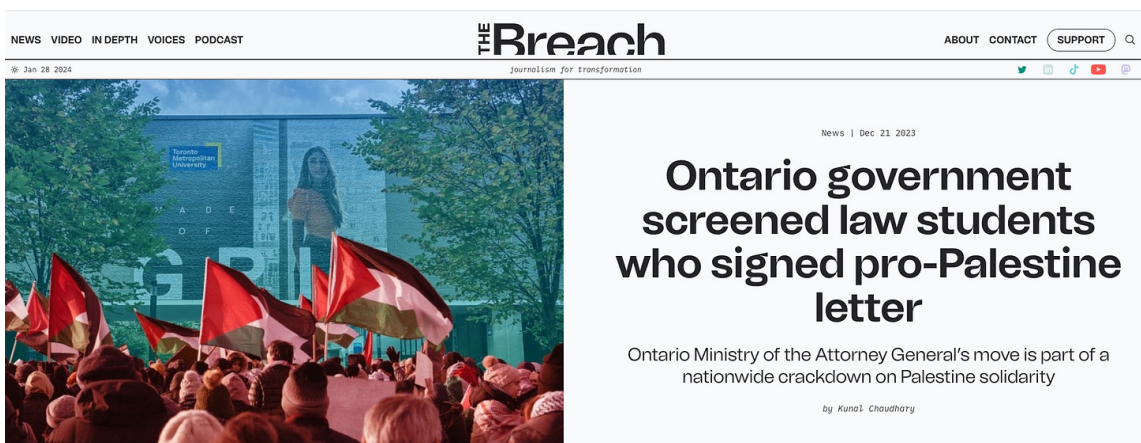 NEWS VIDEO IN DEPTH VOICES PODCAST
THE Breach
ABOUT CONTACT SUPPORT
Jan 28 2024
journalism for transformation
Toronto
Metropolitan
University
MADE
OF
GRI
News | Dec 21 2023
Ontario government
screened law students
who signed pro-Palestine
letter
Ontario Ministry of the Attorney General’s move is part of a
nationwide crackdown on Palestine solidarity
by Kunal Chaudhary